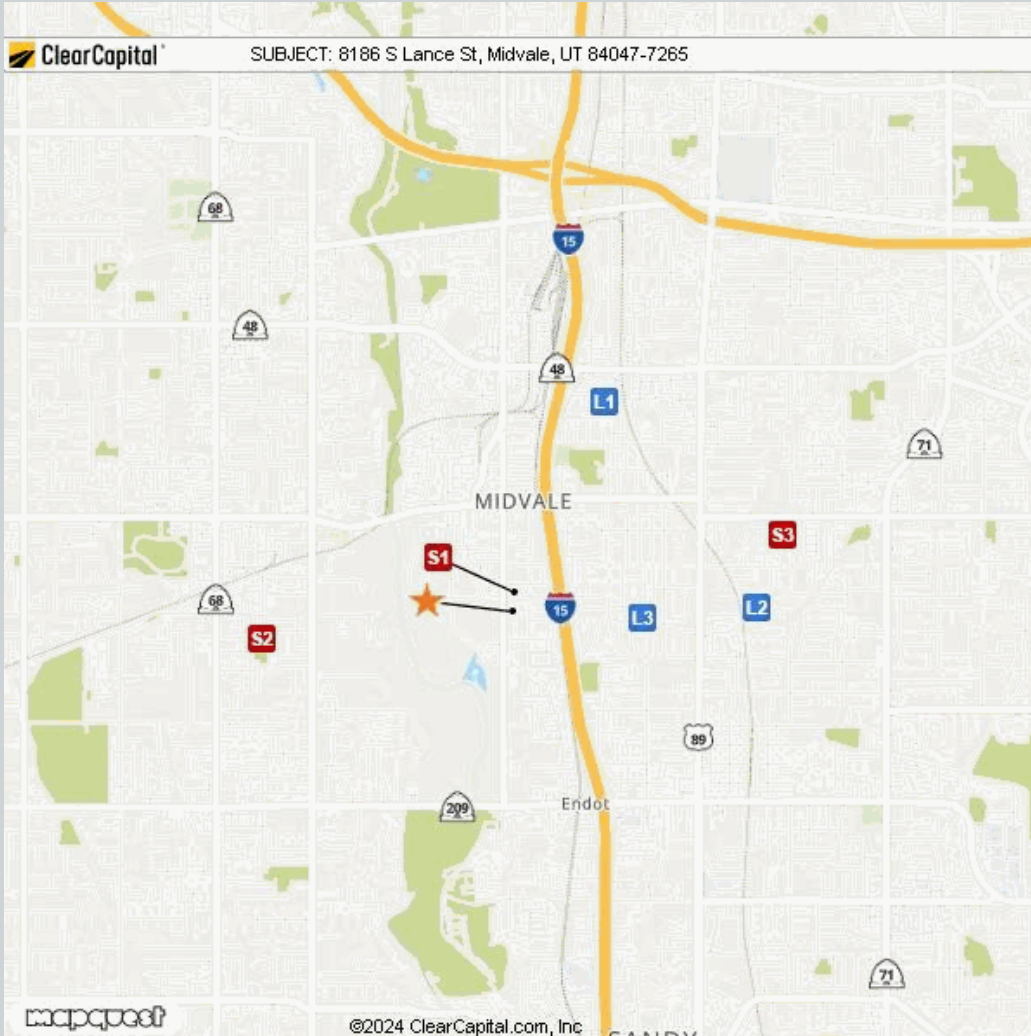 ClearCapital SUBJECT: 8186 S Lance St, Midvale, UT 84047-7265
68
15
48
48
L1
71
MIDVALE
S3
S1
68
15
L2
L3
S2
89
Endot
209
71
mapquest ©2024 ClearCapital.com, Inc SANDY